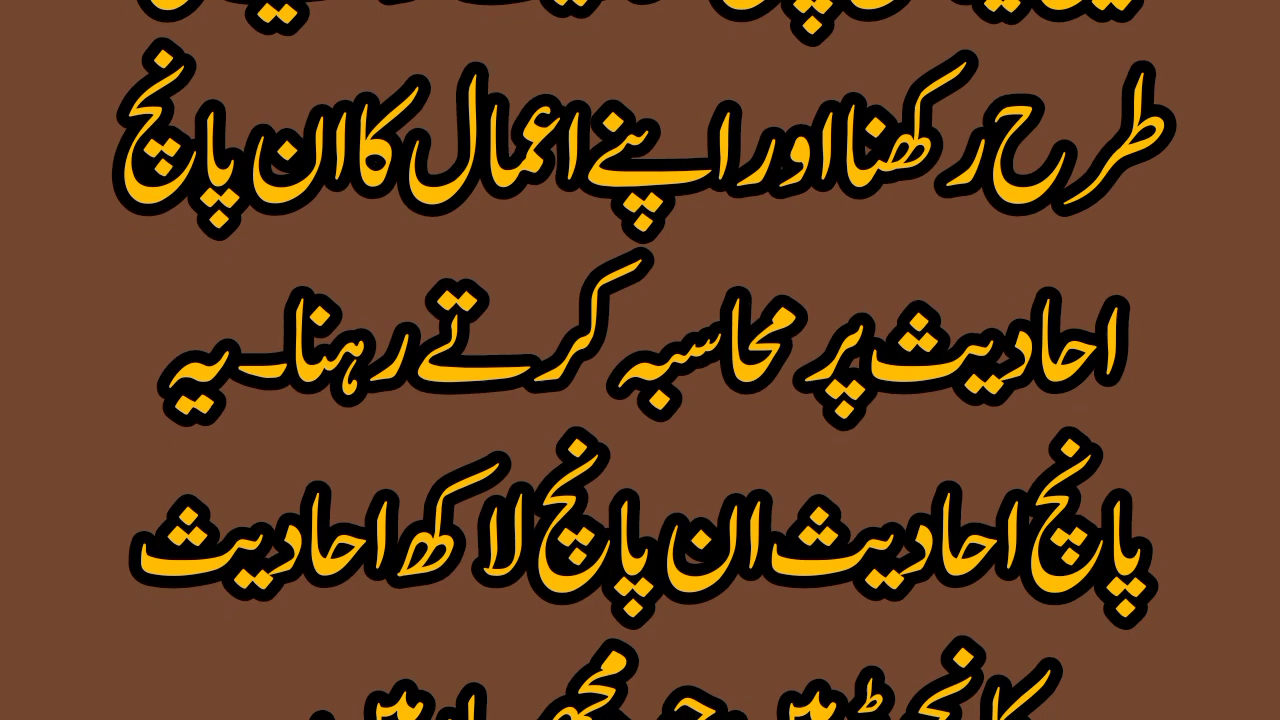 طرح رکھنا اور اپنے اعمال کا ان پانچ
احادیث پر محاسبہ کرتے رہنا۔ یہ
پانچ احادیث ان پانچ لاکھ احادیث